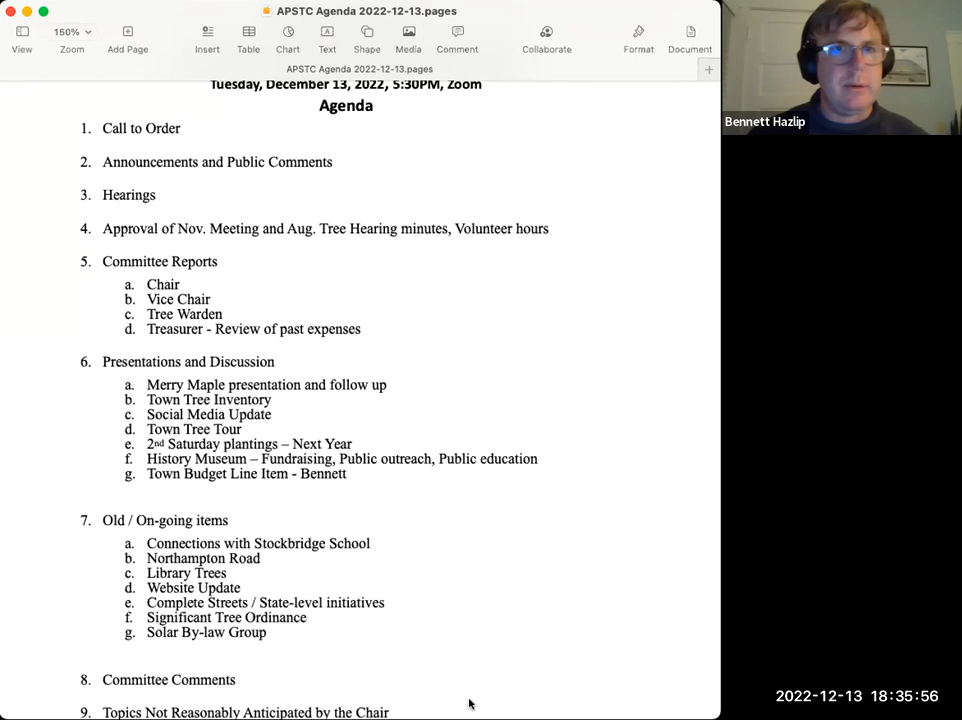 APSTC Agenda 2022-12-13.pages
150%
View
Zoom
Add Page
Insert
Table
Chart
Text
Shape
Media
Comment
Collaborate
Format
Document
APSTC Agenda 2022-12-13.pages
Tuesday, December 13, 2022, 5:30PM, Zoom
Agenda
1. Call to Order
2. Announcements and Public Comments
3. Hearings
4. Approval of Nov. Meeting and Aug. Tree Hearing minutes, Volunteer hours
5. Committee Reports
a. Chair
b. Vice Chair
c. Tree Warden
d. Treasurer - Review of past expenses
6. Presentations and Discussion
a. Merry Maple presentation and follow up
b. Town Tree Inventory
c. Social Media Update
d. Town Tree Tour
e. 2nd Saturday plantings – Next Year
f. History Museum – Fundraising, Public outreach, Public education
g. Town Budget Line Item - Bennett
7. Old / On-going items
a. Connections with Stockbridge School
b. Northampton Road
c. Library Trees
d. Website Update
e. Complete Streets / State-level initiatives
f. Significant Tree Ordinance
g. Solar By-law Group
8. Committee Comments
9. Topics Not Reasonably Anticipated by the Chair
Bennett Hazlip
2022-12-13 18:35:56